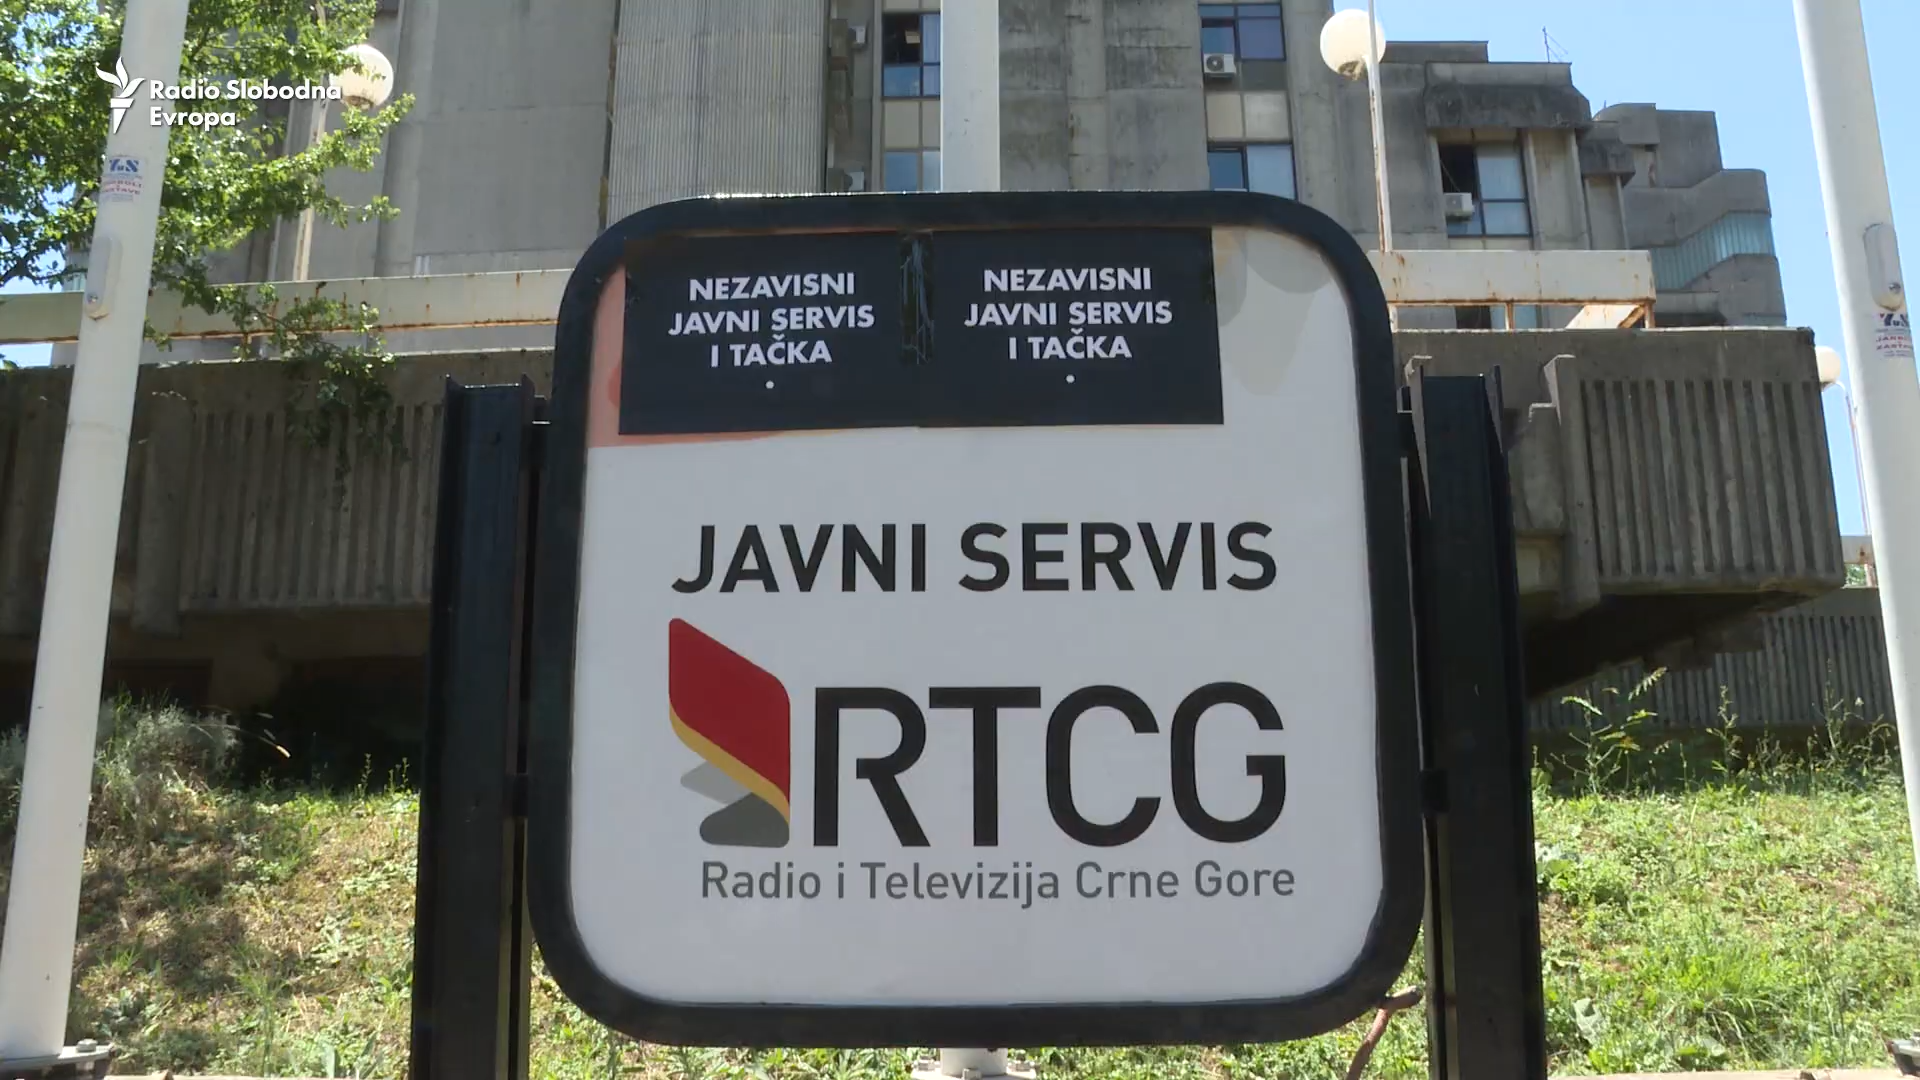 Radio Slobodna
Evropa
NEZAVISNI
JAVNI SERVIS
I TAČKA
.
NEZAVISNI
JAVNI SERVIS
I TAČKA
.
JAVNI SERVIS
RTCG
Radio i Televizija Crne Gore